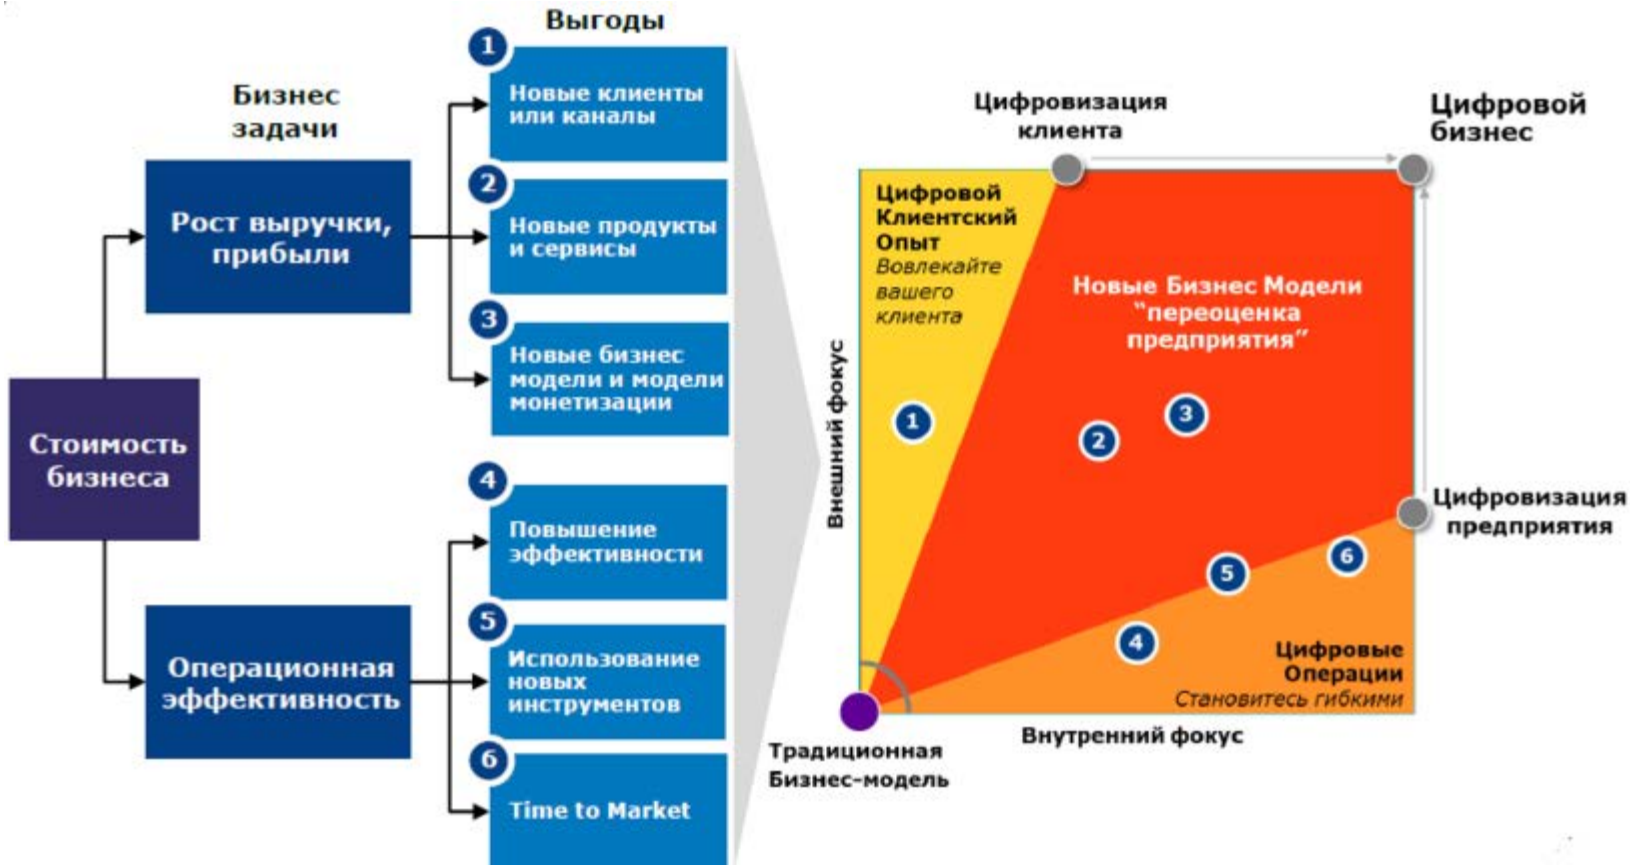 Выгоды
Бизнес
задачи
Стоимость
бизнеса
Рост выручки,
прибыли
Операционная
эффективность
1
Новые клиенты
или каналы
2
Новые продукты
и сервисы
3
Новые бизнес
модели и модели
монетизации
4
Повышение
эффективности
5
Использование
новых
инструментов
6
Time to Market
Цифровизация
клиента
Цифровой
бизнес
Цифровой
Клиентский
Опыт
Вовлекайте
вашего
клиента
Новые Бизнес Модели
“переоценка
предприятия”
Внешний фокус
1
2
3
Цифровизация
предприятия
4
5
6
Цифровые
Операции
Становитесь гибкими
Внутренний фокус
Традиционная
Бизнес-модель